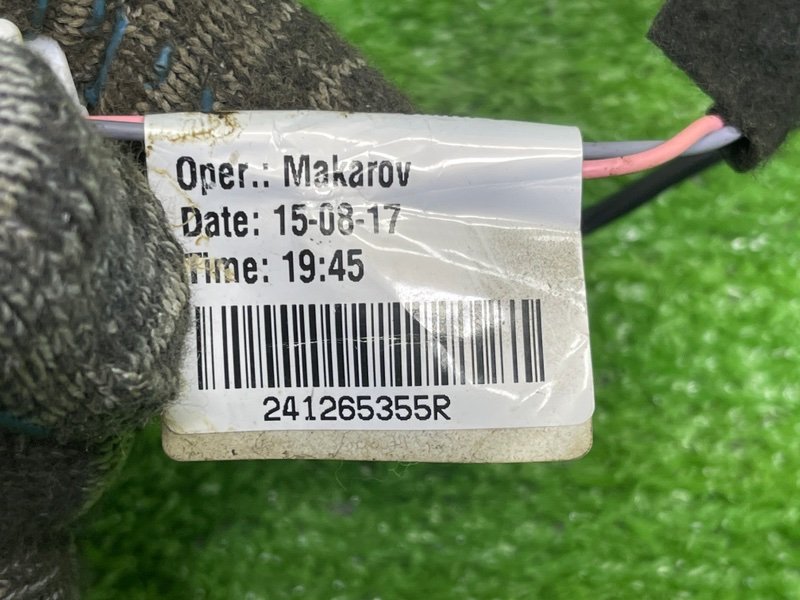 Oper.: Makarov
Date: 15-08-17
Time: 19:45
241265355R